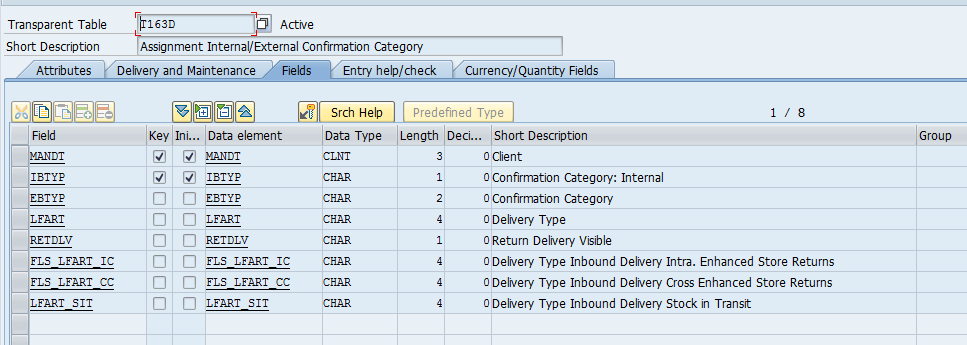 Transparent Table T163D Active
Short Description Assignment Internal/External Confirmation Category
Attributes Delivery and Maintenance Fields Entry help/check Currency/Quantity Fields
Srch Help Predefined Type 1 / 8
Field Key Ini... Data element Data Type Length Deci... Short Description Group
MANDT MANDT CLNT 3 0 Client
IBTYP IBTYP CHAR 1 0 Confirmation Category: Internal
EBTYP EBTYP CHAR 2 0 Confirmation Category
LFART LFART CHAR 4 0 Delivery Type
RETDLV RETDLV CHAR 1 0 Return Delivery Visible
FLS_LFART_IC FLS_LFART_IC CHAR 4 0 Delivery Type Inbound Delivery Intra. Enhanced Store Returns
FLS_LFART_CC FLS_LFART_CC CHAR 4 0 Delivery Type Inbound Delivery Cross Enhanced Store Returns
LFART_SIT LFART_SIT CHAR 4 0 Delivery Type Inbound Delivery Stock in Transit